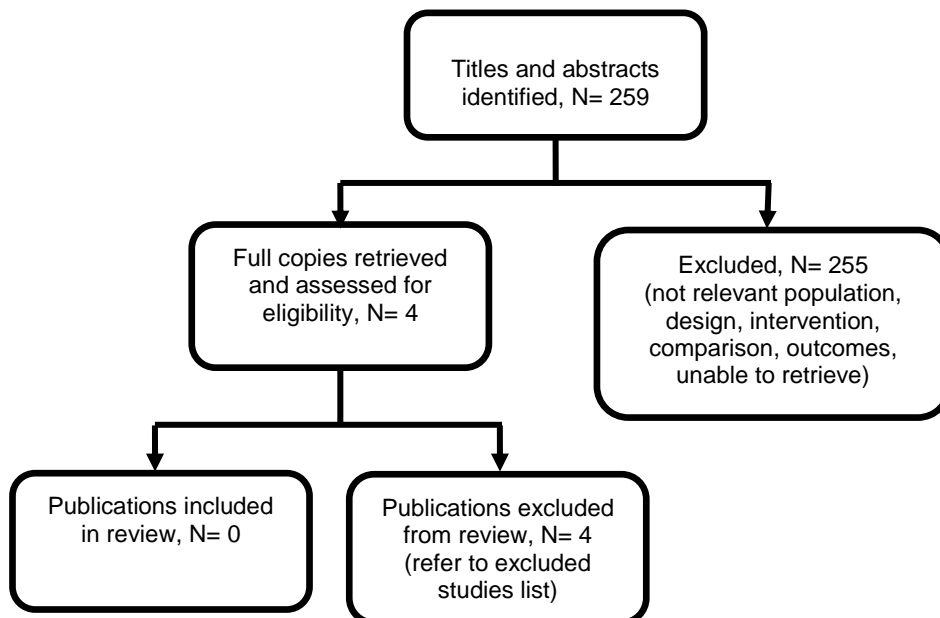 Titles and abstracts
identified, N= 259
Full copies retrieved
and assessed for
eligibility, N= 4
Excluded, N= 255
(not relevant population,
design, intervention,
comparison, outcomes,
unable to retrieve)
Publications included
in review, N= 0
Publications excluded
from review, N= 4
(refer to excluded
studies list)